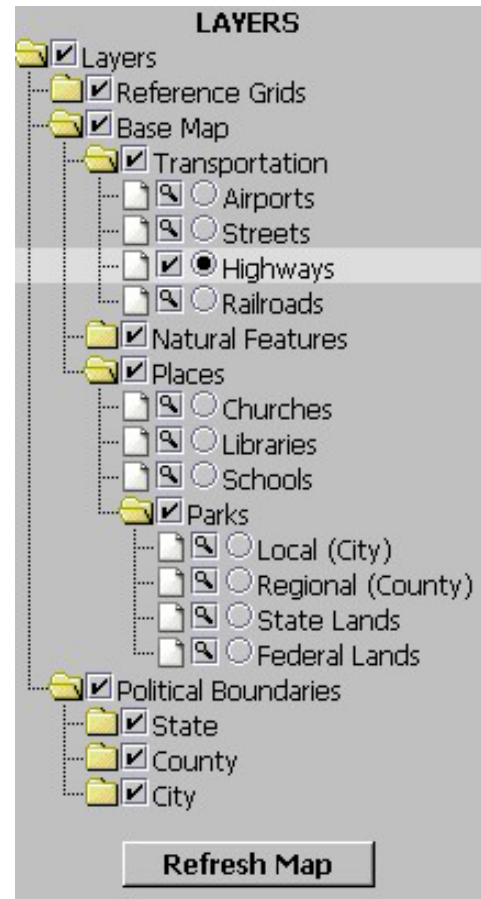 LAYERS
Layers
Reference Grids
Base Map
Transportation
Airports
Streets
Highways
Railroads
Natural Features
Places
Churches
Libraries
Schools
Parks
Local (City)
Regional (County)
State Lands
Federal Lands
Political Boundaries
State
County
City
Refresh Map